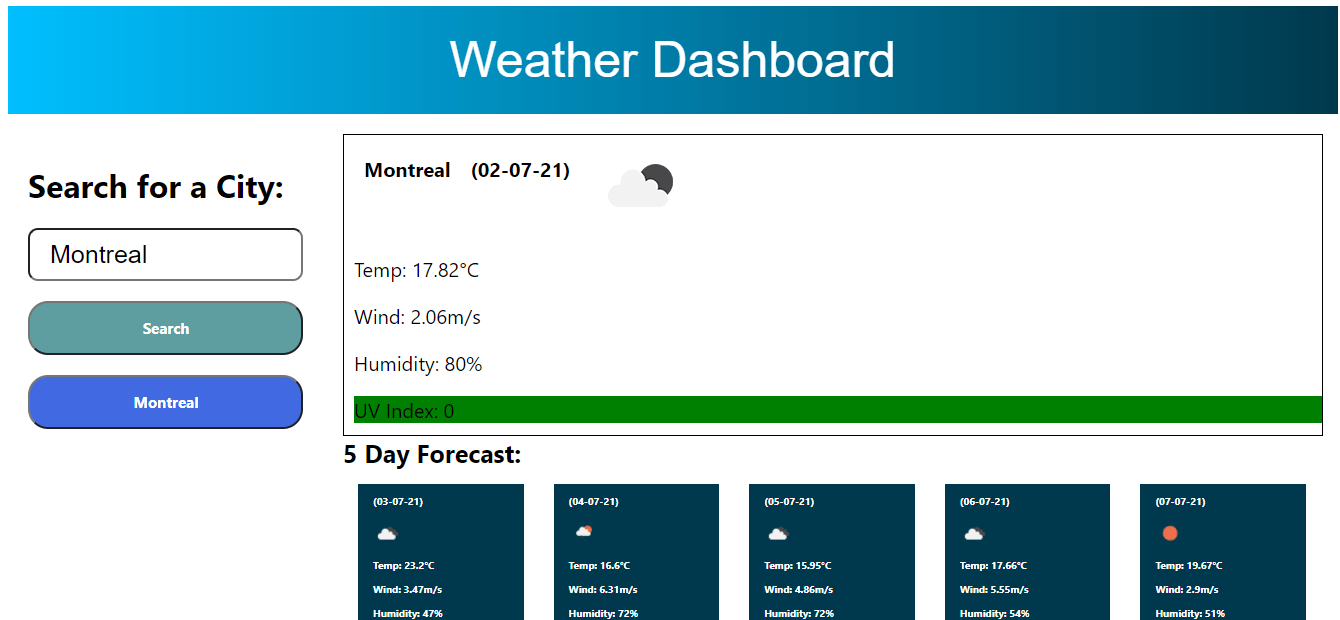 Weather Dashboard
Search for a City:
Montreal
Search
Montreal
Montreal (02-07-21)
Temp: 17.82°C
Wind: 2.06m/s
Humidity: 80%
UV Index: 0
5 Day Forecast:
(03-07-21)
Temp: 23.2°C
Wind: 3.47m/s
Humidity: 47%
(04-07-21)
Temp: 16.6°C
Wind: 6.31m/s
Humidity: 72%
(05-07-21)
Temp: 15.95°C
Wind: 4.86m/s
Humidity: 72%
(06-07-21)
Temp: 17.66°C
Wind: 5.55m/s
Humidity: 54%
(07-07-21)
Temp: 19.67°C
Wind: 2.9m/s
Humidity: 51%